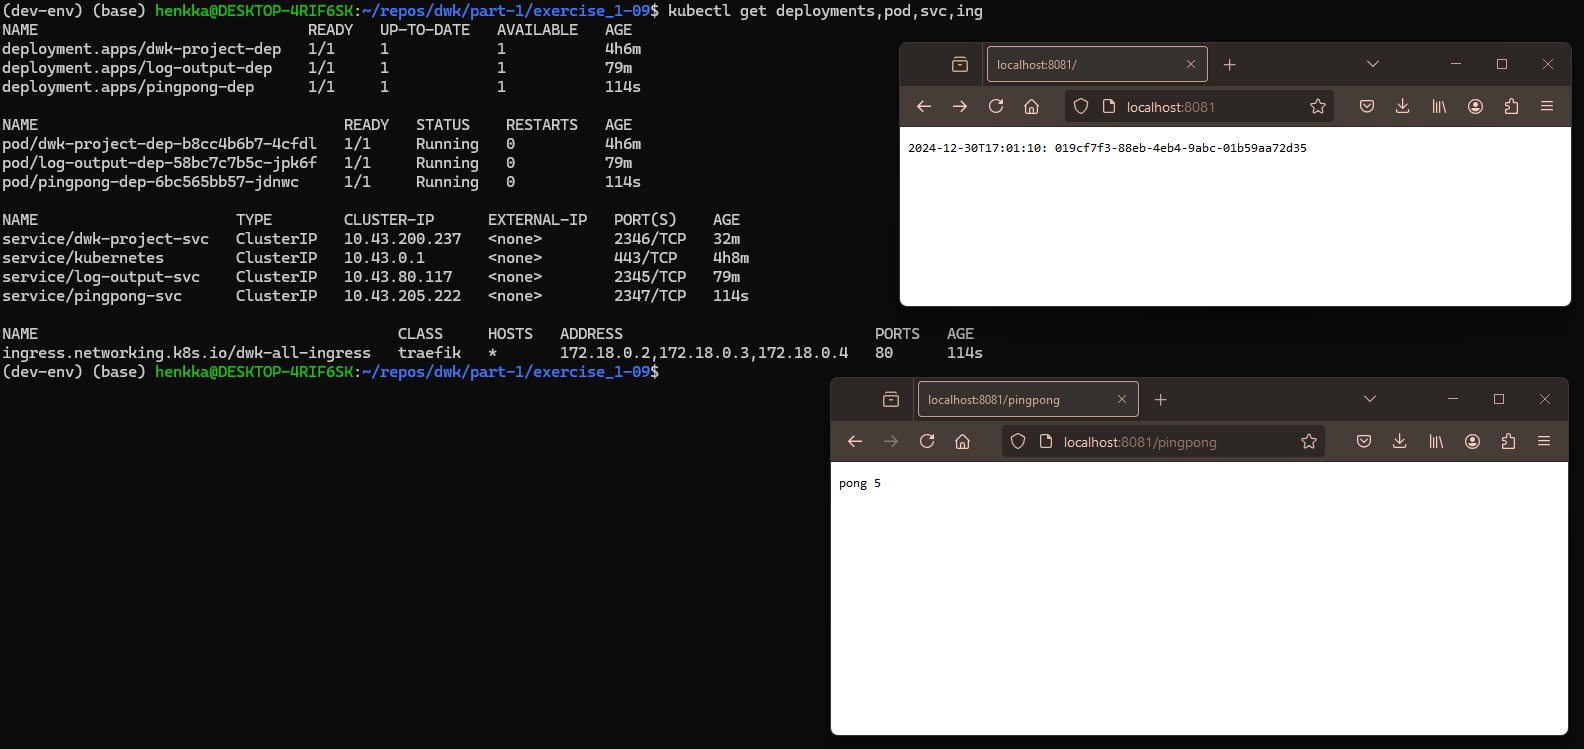 (dev-env) (base) henkka@DESKTOP-4RIF6SK:~/repos/dwk/part-1/exercise_1-09$ kubectl get deployments,pod,svc,ing
NAME READY UP-TO-DATE AVAILABLE AGE
deployment.apps/dwk-project-dep 1/1 1 1 4h6m
deployment.apps/log-output-dep 1/1 1 1 79m
deployment.apps/pingpong-dep 1/1 1 1 114s
NAME READY STATUS RESTARTS AGE
pod/dwk-project-dep-b8cc4b6b7-4cfdl 1/1 Running 0 4h6m
pod/log-output-dep-58bc7c7b5c-jpk6f 1/1 Running 0 79m
pod/pingpong-dep-6bc565bb57-jdnwc 1/1 Running 0 114s
NAME TYPE CLUSTER-IP EXTERNAL-IP PORT(S) AGE
service/dwk-project-svc ClusterIP 10.43.200.237 <none> 2346/TCP 32m
service/kubernetes ClusterIP 10.43.0.1 <none> 443/TCP 4h8m
service/log-output-svc ClusterIP 10.43.80.117 <none> 2345/TCP 79m
service/pingpong-svc ClusterIP 10.43.205.222 <none> 2347/TCP 114s
NAME CLASS HOSTS ADDRESS PORTS AGE
ingress.networking.k8s.io/dwk-all-ingress traefik * 172.18.0.2,172.18.0.3,172.18.0.4 80 114s
(dev-env) (base) henkka@DESKTOP-4RIF6SK:~/repos/dwk/part-1/exercise_1-09$
localhost:8081/
localhost:8081
2024-12-30T17:01:10: 019cf7f3-88eb-4eb4-9abc-01b59aa72d35
localhost:8081/pingpong
localhost:8081/pingpong
pong 5